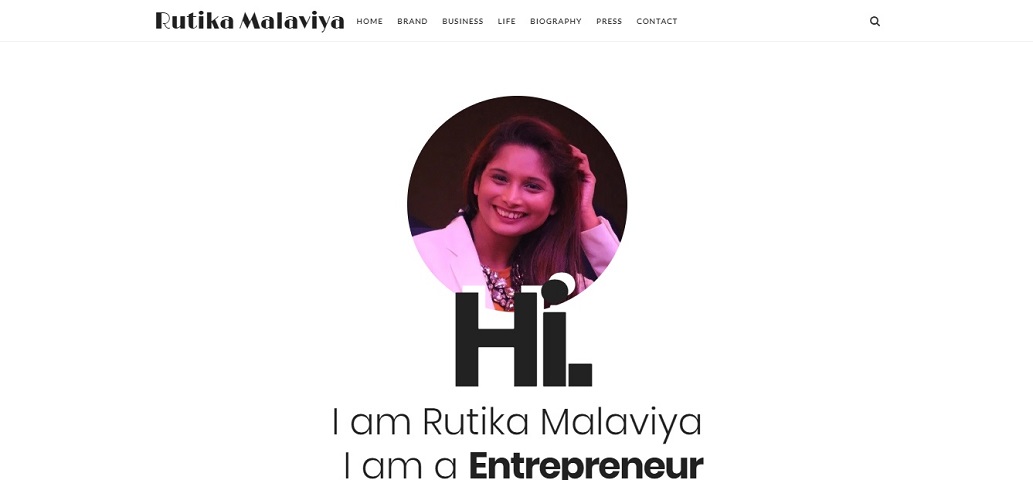 Rutika Malaviya HOME BRAND BUSINESS LIFE BIOGRAPHY PRESS CONTACT
Hi.
I am Rutika Malaviya
I am a Entrepreneur